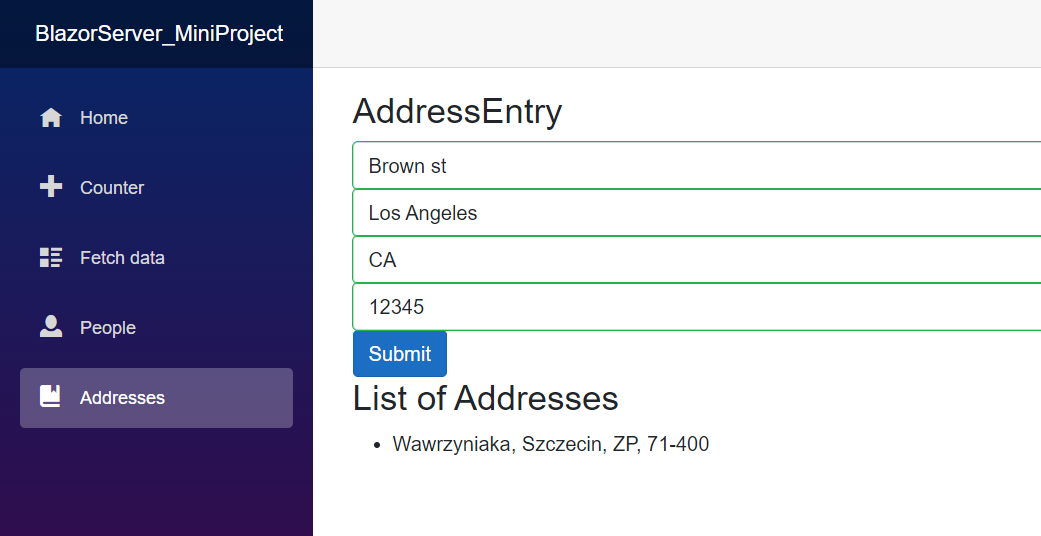 BlazorServer_MiniProject
Home
Counter
Fetch data
People
Addresses
AddressEntry
Brown st
Los Angeles
CA
12345
Submit
List of Addresses
Wawrzyniaka, Szczecin, ZP, 71-400